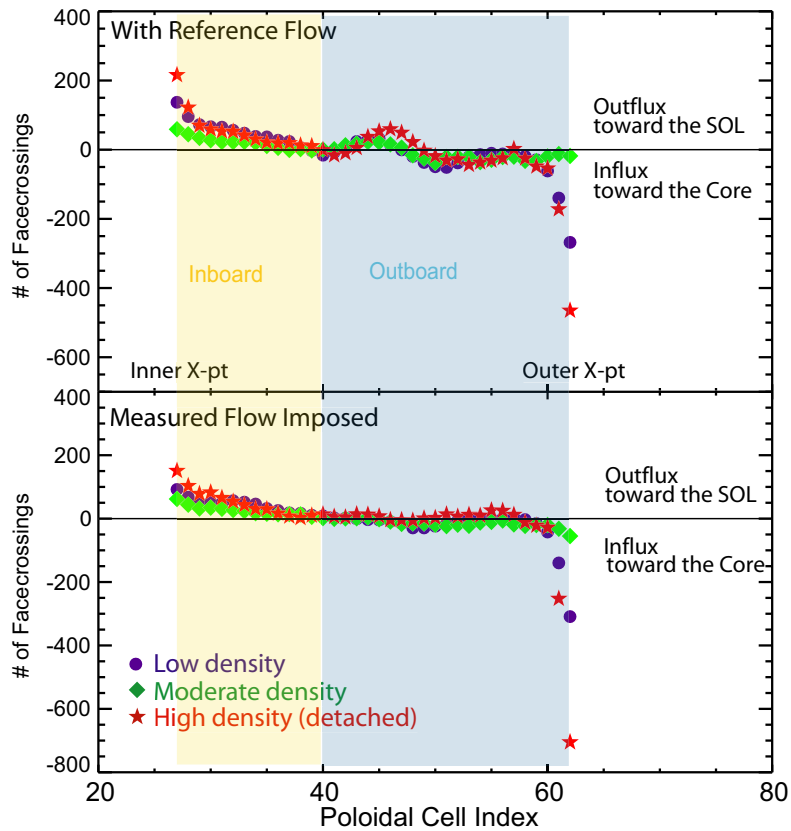 With Reference Flow
400
200
0
-200
-400
-600
# of Facecrossings
Outflux
toward the SOL
Influx
toward the Core
Inboard
Outboard
Inner X-pt
Outer X-pt
Measured Flow Imposed
400
200
0
-200
-400
-600
-800
# of Facecrossings
Outflux
toward the SOL
Influx
toward the Core
Low density
Moderate density
High density (detached)
20
40
60
80
Poloidal Cell Index